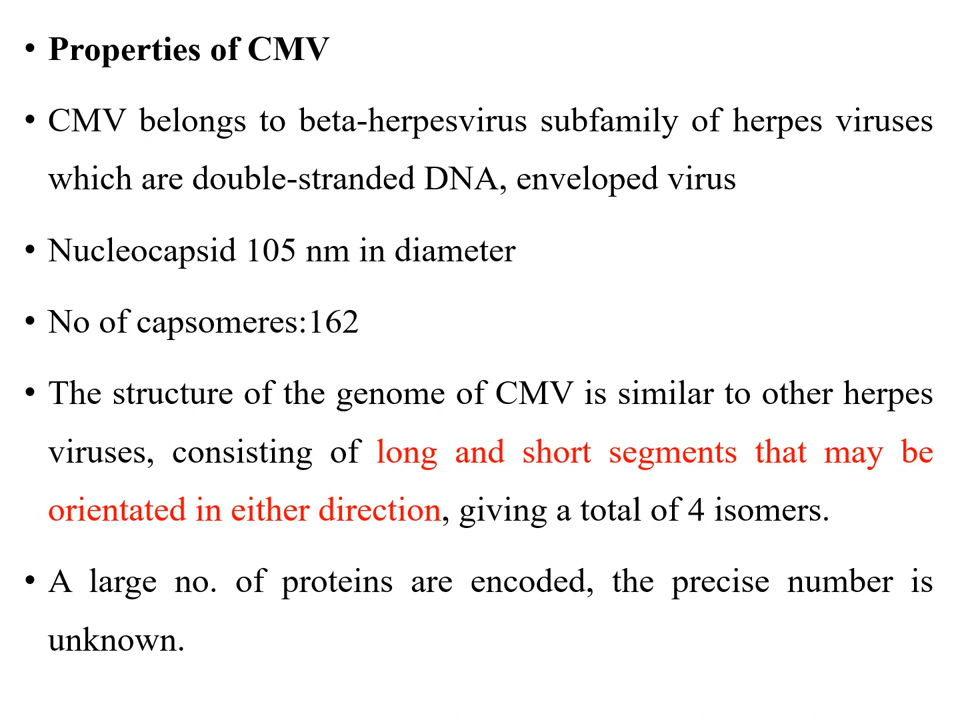 • Properties of CMV
• CMV belongs to beta-herpesvirus subfamily of herpes viruses
which are double-stranded DNA, enveloped virus
• Nucleocapsid 105 nm in diameter
• No of capsomeres:162
• The structure of the genome of CMV is similar to other herpes
viruses, consisting of long and short segments that may be
orientated in either direction, giving a total of 4 isomers.
• A large no. of proteins are encoded, the precise number is
unknown.